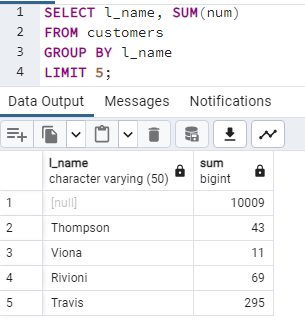 1 SELECT l_name, SUM(num)
2 FROM customers
3 GROUP BY l_name
4 LIMIT 5;
Data Output Messages Notifications
l_name sum
character varying (50) bigint
1 [null] 10009
2 Thompson 43
3 Viona 11
4 Rivioni 69
5 Travis 295